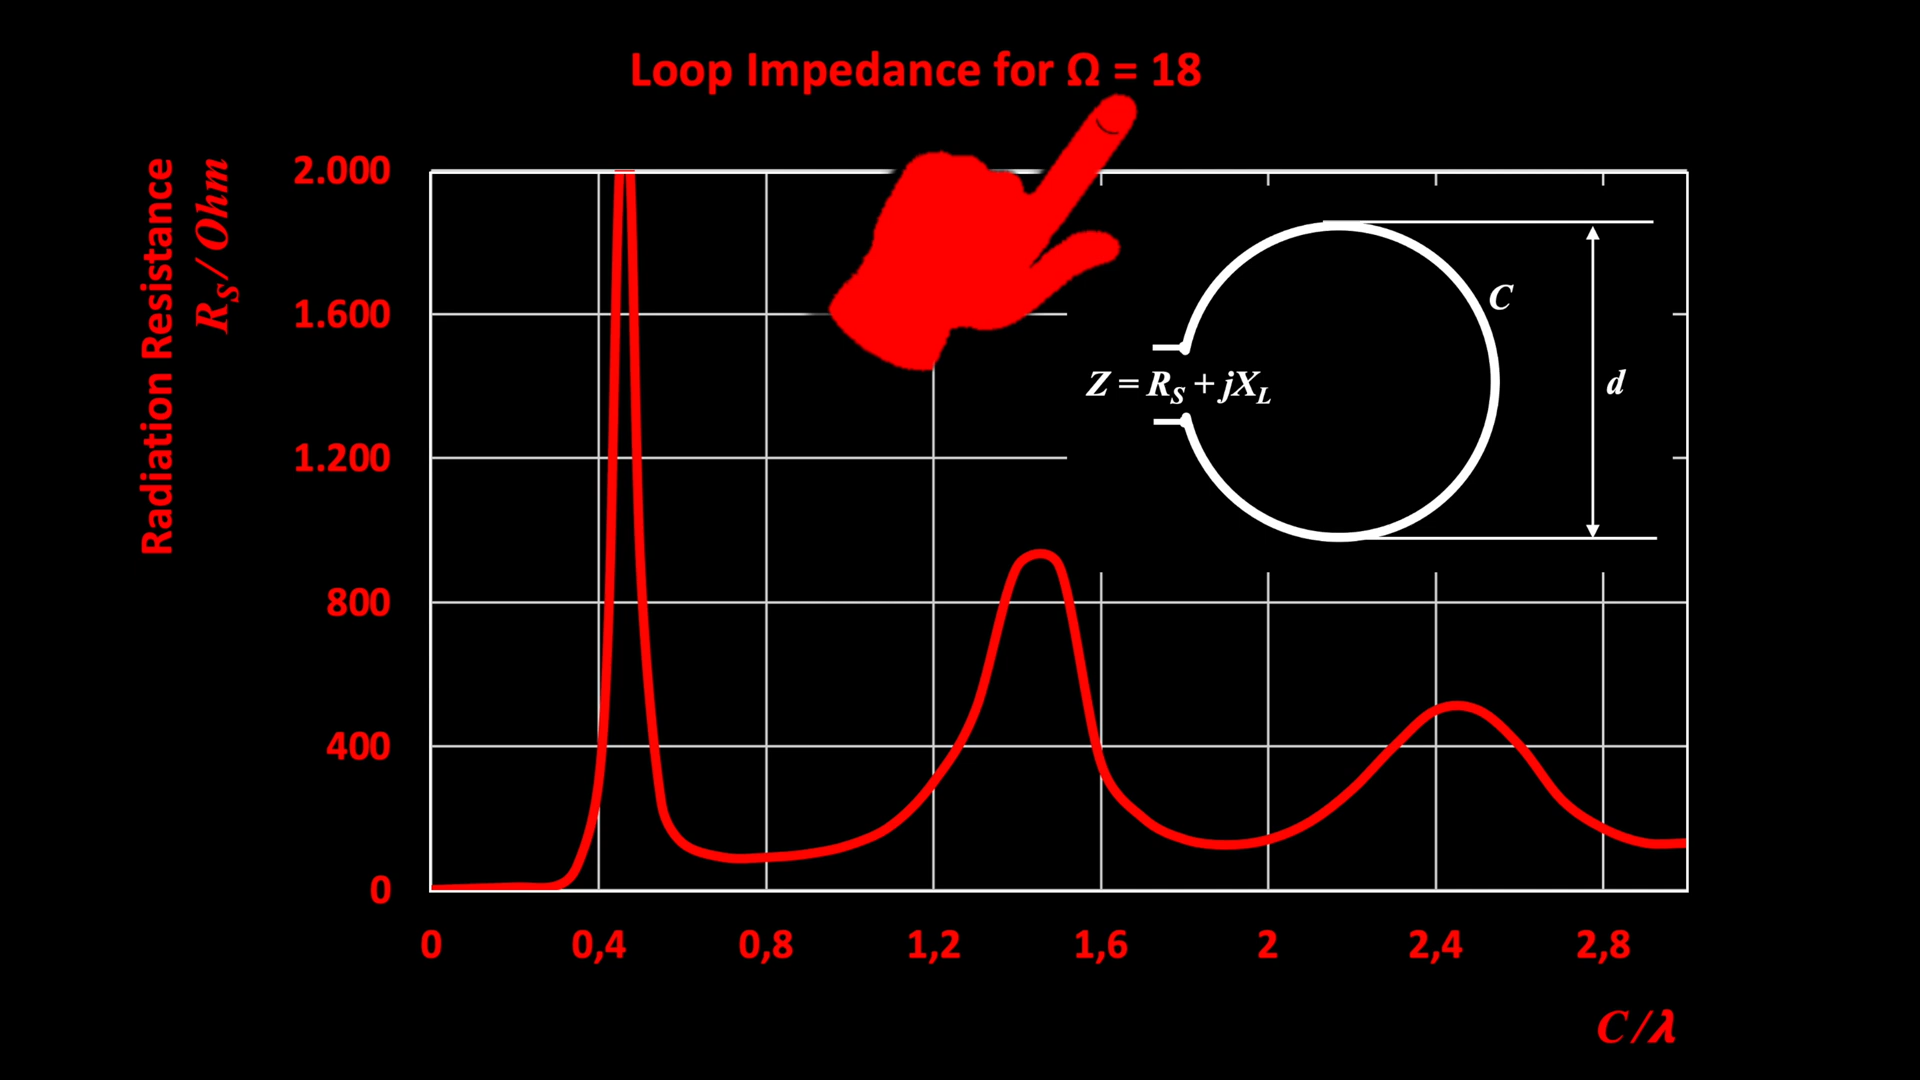 Loop Impedance for Ω = 18
Radiation Resistance
R_S / Ohm
2.000
1.600
1.200
800
400
0
0 0,4 0,8 1,2 1,6 2 2,4 2,8
C/λ
C
d
Z = R_S + jX_L